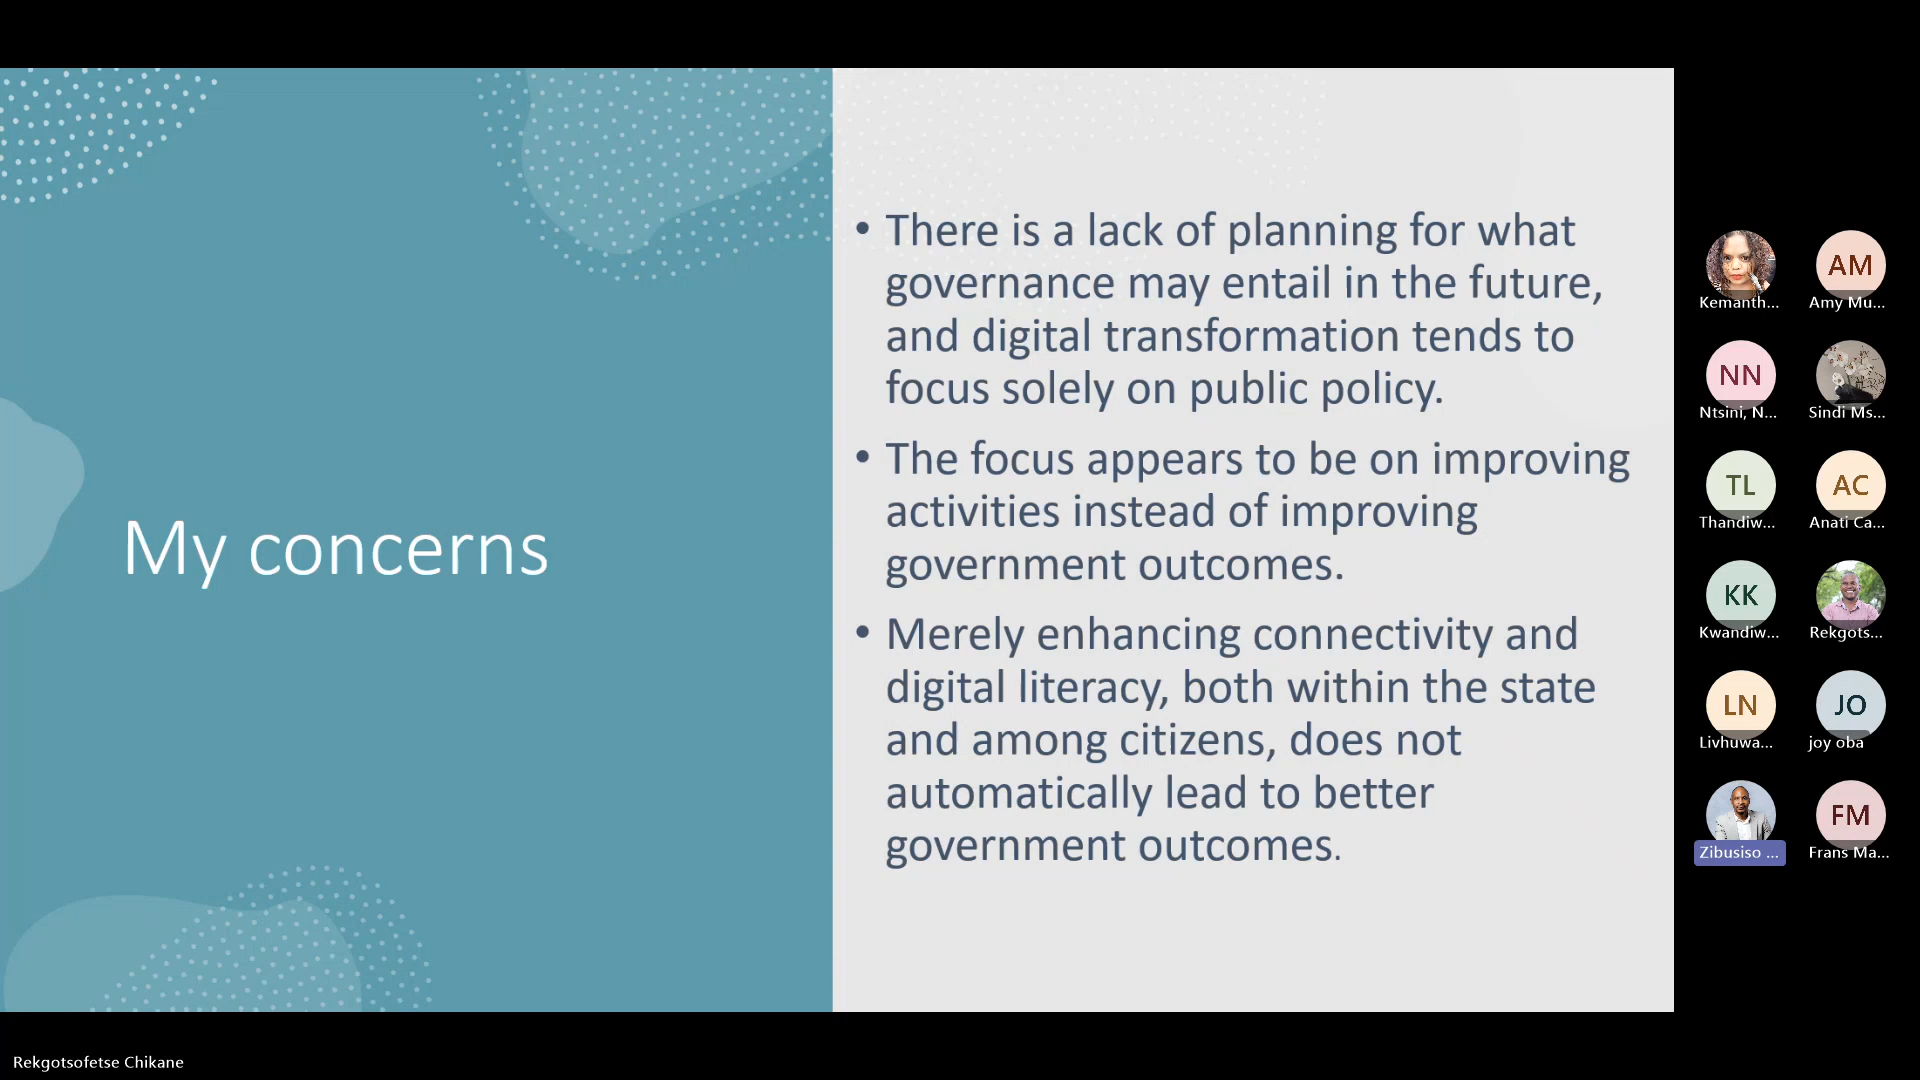 My concerns
• There is a lack of planning for what
governance may entail in the future,
and digital transformation tends to
focus solely on public policy.
• The focus appears to be on improving
activities instead of improving
government outcomes.
• Merely enhancing connectivity and
digital literacy, both within the state
and among citizens, does not
automatically lead to better
government outcomes.
Kemanth...
AM
Amy Mu...
NN
Ntsini, N...
Sindi Ms...
TL
Thandiw...
AC
Anati Ca...
KK
Kwandiw...
Rekgots...
LN
Livhuwa...
JO
joy oba
Zibusiso ...
FM
Frans Ma...
Rekgotsofetse Chikane